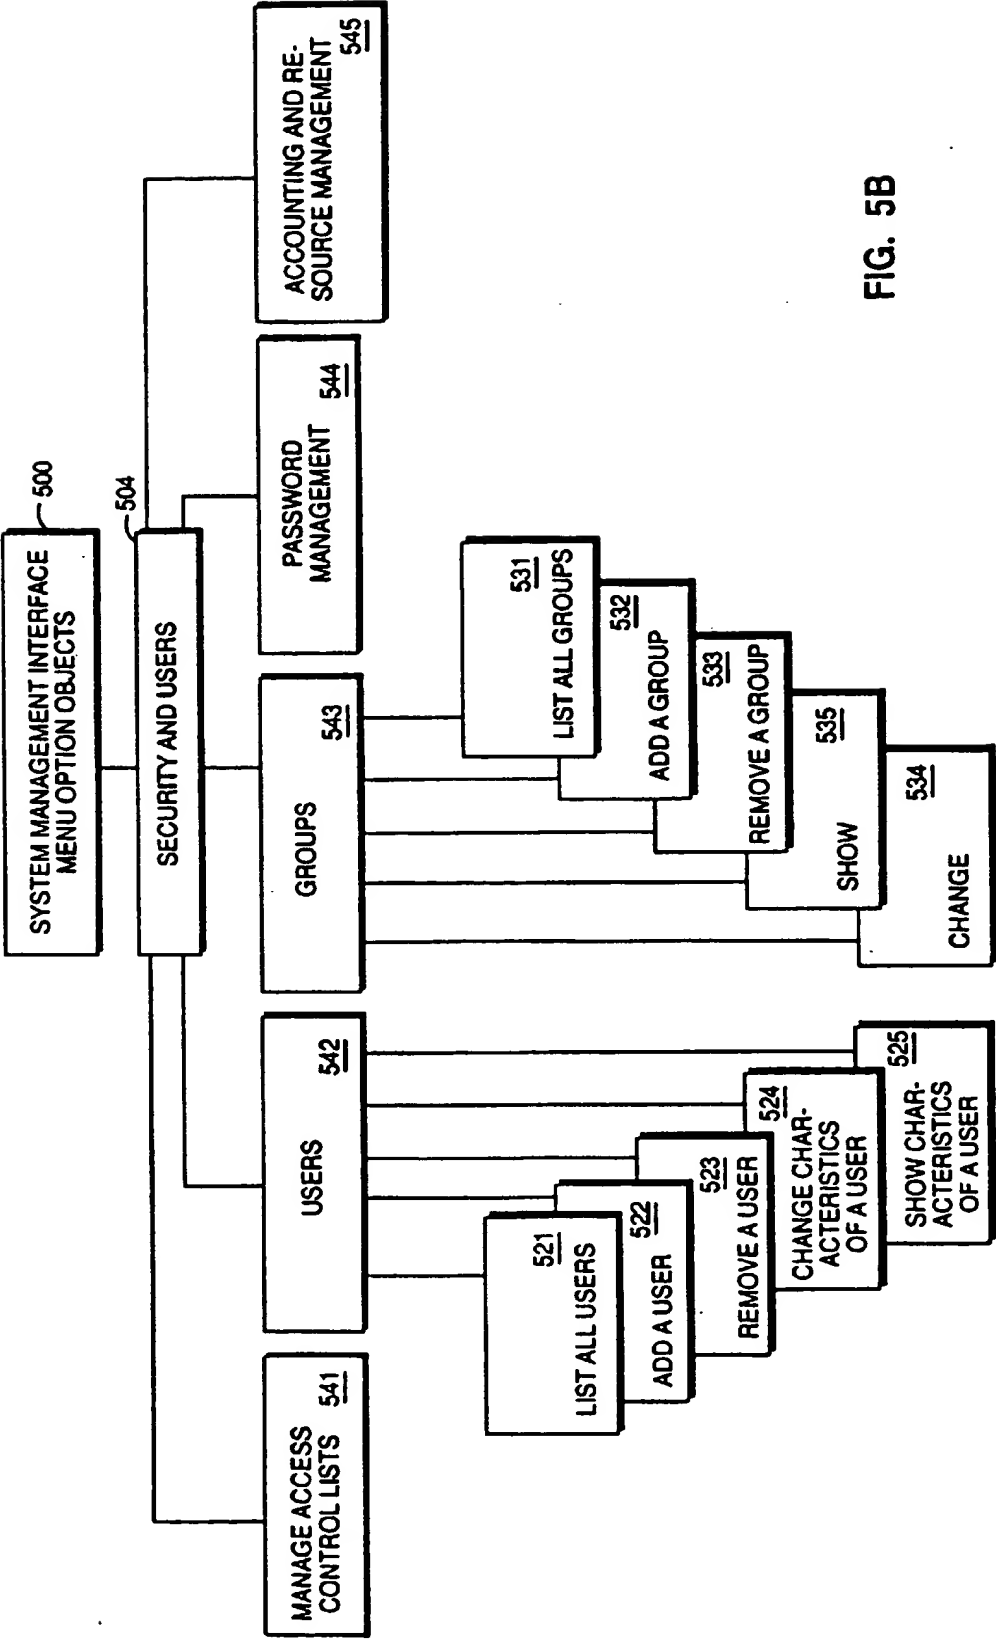 SYSTEM MANAGEMENT INTERFACE
MENU OPTION OBJECTS
500
504
SECURITY AND USERS
MANAGE ACCESS
CONTROL LISTS
541
USERS
542
GROUPS
543
PASSWORD
MANAGEMENT
544
ACCOUNTING AND RE-
SOURCE MANAGEMENT
545
521
LIST ALL USERS
522
ADD A USER
523
REMOVE A USER
524
CHANGE CHAR-
ACTERISTICS
OF A USER
525
SHOW CHAR-
ACTERISTICS
OF A USER
531
LIST ALL GROUPS
532
ADD A GROUP
533
REMOVE A GROUP
535
SHOW
534
CHANGE
FIG. 5B